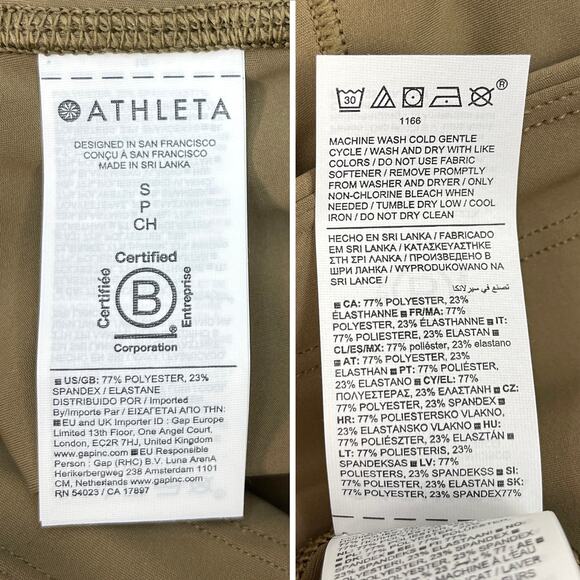 ATHLETA
DESIGNED IN SAN FRANCISCO
CONÇU À SAN FRANCISCO
MADE IN SRI LANKA
S
P
CH
Certified
Certifiée
B
Entreprise
Corporation
US/GB: 77% POLYESTER, 23%
SPANDEX / ELASTANE
DISTRIBUIDO POR / Imported
By/Importe Par / ΕΙΣΑΓΕΤΑΙ ΑΠΟ ΤΗΝ:
EU and UK Importer ID : Gap Europe
Limited 13th Floor, One Angel Court,
London, EC2R 7HJ, United Kingdom
www.gapinc.com EU Responsible
Person : Gap (RHC) B.V. Luna ArenA
Herikerbergweg 238 Amsterdam 1101
CM, Netherlands www.gapinc.com
RN 54023 / CA 17897
30
®
1166
MACHINE WASH COLD GENTLE
CYCLE / WASH AND DRY WITH LIKE
COLORS / DO NOT USE FABRIC
SOFTENER / REMOVE PROMPTLY
FROM WASHER AND DRYER / ONLY
NON-CHLORINE BLEACH WHEN
NEEDED / TUMBLE DRY LOW / COOL
IRON / DO NOT DRY CLEAN
HECHO EN SRI LANKA / FABRICADO
EM SRI LANKA / ΚΑΤΑΣΚΕΥΑΣΤΗΚΕ
ΣΤΗ ΣΡΙ ΛΑΝΚΑ / ПРОИЗВЕДЕНО В
ШРИ ЛАНКА / WYPRODUKOWANO NA
SRI LANCE/
تصنع في سيرلانكا
CA: 77% POLYESTER, 23%
ÉLASTHANNE FR/MA: 77%
POLYESTER, 23% ÉLASTHANNE IT:
77% POLIESTERE, 23% ELASTAN
CL/ES/MX: 77% poliéster, 23% elastano
AT: 77% POLYESTER, 23%
ELASTHAN PT: 77% POLIÉSTER, 23%
ELASTANO CY/EL: 77%
ΠΟΛΥΕΣΤΕΡΑΣ, 23% ΕΛΑΣΤΑΝΗ CZ:
77% POLYESTER, 23% SPANDEX
HR: 77% POLIESTERSKO VLAKNO,
23% ELASTANSKO VLAKNO HU:
77% POLIÉSZTER, 23% ELASZTÁN
LT: 77% POLIESTERIS, 23%
SPANDEKSAS LV: 77%
POLIESTERS, 23% SPANDEKSS SI:
77% POLIESTER, 23% ELASTAN SK:
77% POLYESTER, 23% SPANDEX77%